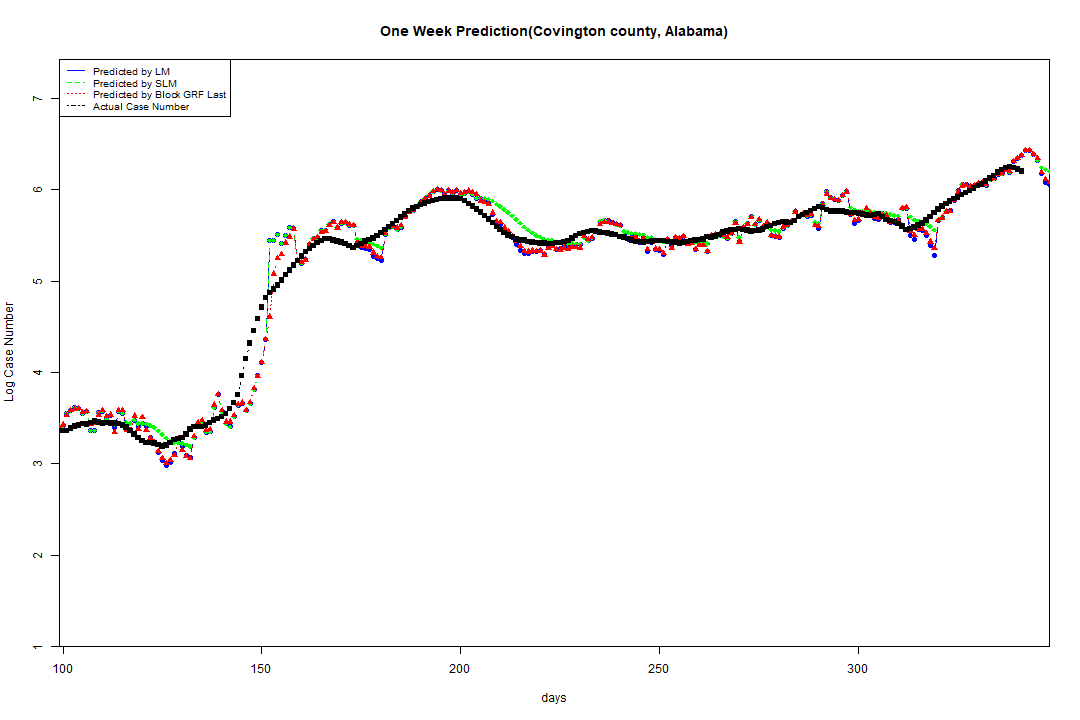 One Week Prediction(Covington county, Alabama)
Predicted by LM
Predicted by SLM
Predicted by Block GRF Last
Actual Case Number
7
6
5
4
3
2
1
Log Case Number
100 150 200 250 300
days